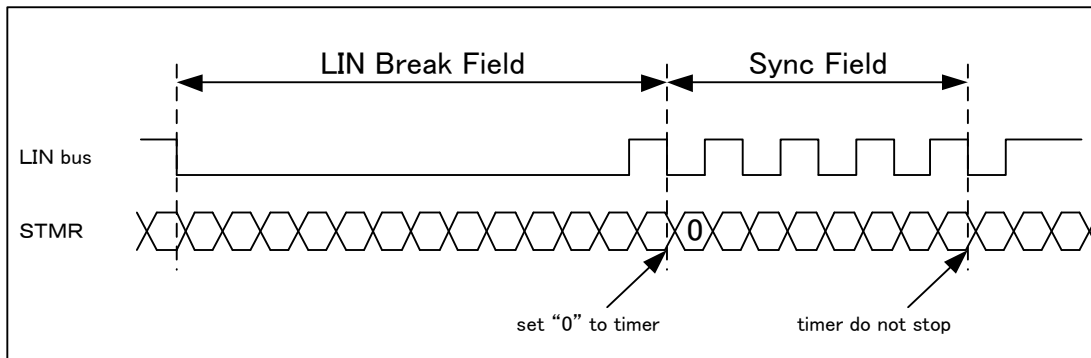 LIN Break Field
Sync Field
LIN bus
STMR
0
set “0” to timer
timer do not stop